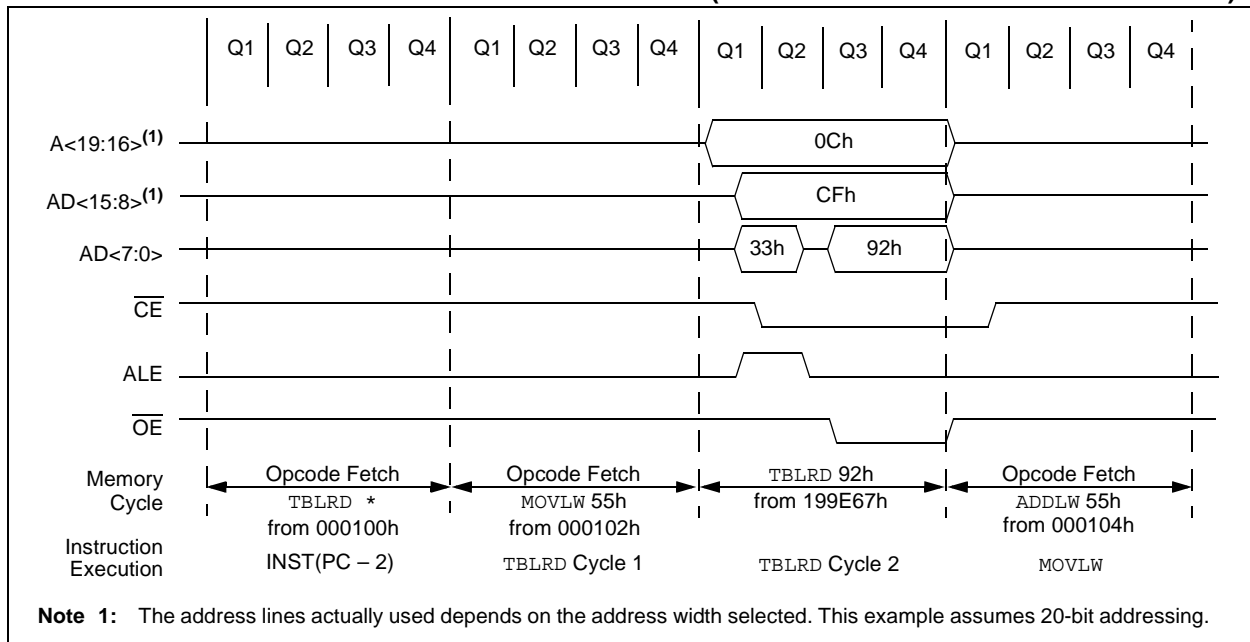 (
)
Q1 Q2 Q3 Q4 Q1 Q2 Q3 Q4 Q1 Q2 Q3 Q4 Q1 Q2 Q3 Q4
A<19:16>(1) 0Ch
AD<15:8>(1) CFh
AD<7:0> 33h 92h
CE
ALE
OE
Memory Cycle
Opcode Fetch
TBLRD *
from 000100h
Opcode Fetch
MOVLW 55h
from 000102h
TBLRD 92h
from 199E67h
Opcode Fetch
ADDLW 55h
from 000104h
Instruction Execution
INST(PC – 2)
TBLRD Cycle 1
TBLRD Cycle 2
MOVLW
Note 1: The address lines actually used depends on the address width selected. This example assumes 20-bit addressing.